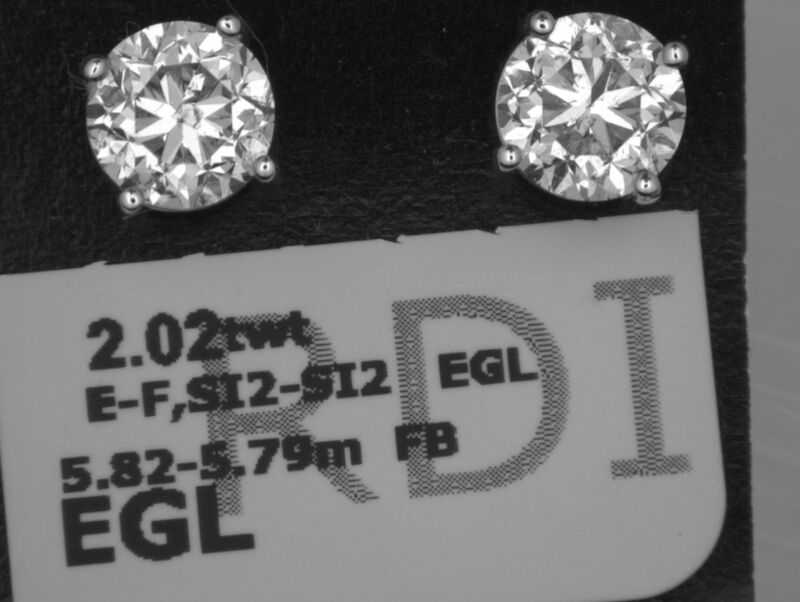 RDI
2.02twt
E-F,SI2-SI2 EGL
5.82-5.79m FB
EGL